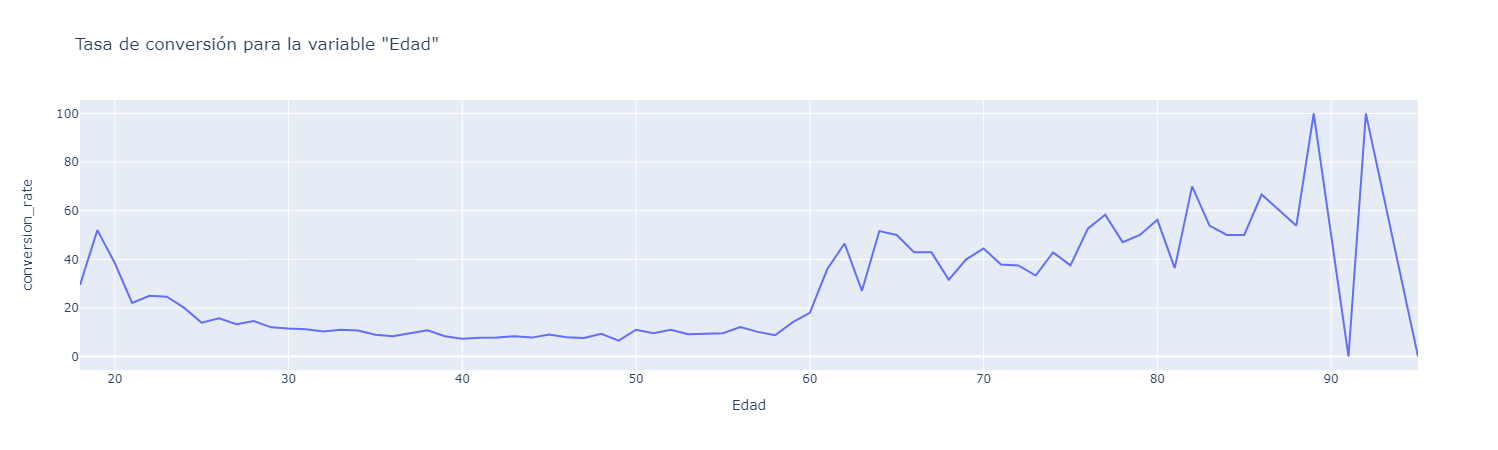 Tasa de conversión para la variable "Edad"
conversion_rate
100
80
60
40
20
0
20 30 40 50 60 70 80 90
Edad